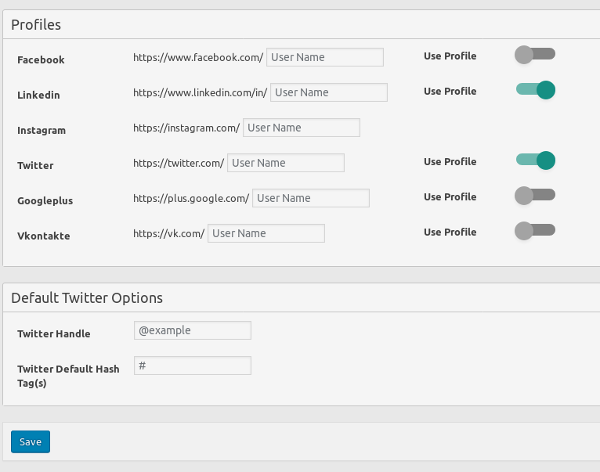 Profiles
Facebook https://www.facebook.com/ User Name Use Profile
Linkedin https://www.linkedin.com/in/ User Name Use Profile
Instagram https://instagram.com/ User Name
Twitter https://twitter.com/ User Name Use Profile
Googleplus https://plus.google.com/ User Name Use Profile
Vkontakte https://vk.com/ User Name Use Profile
Default Twitter Options
Twitter Handle @example
Twitter Default Hash #
Tag(s)
Save